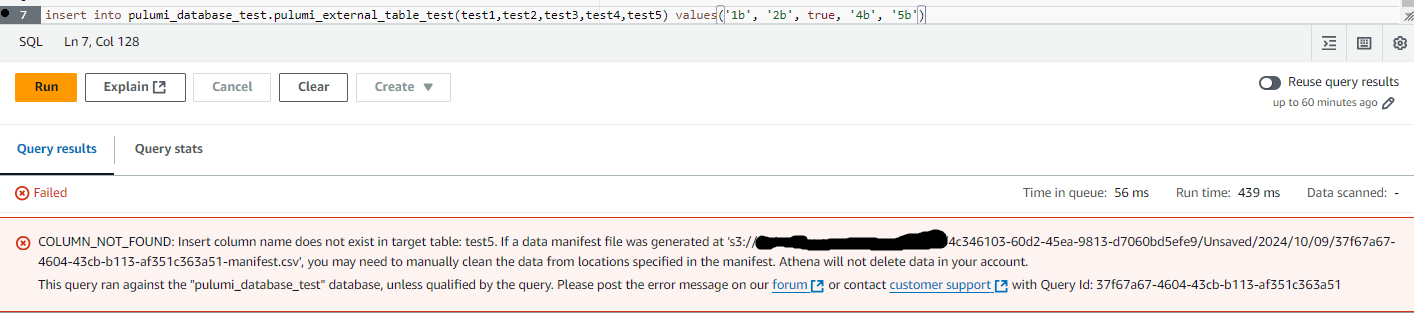 7 insert into pulumi_database_test.pulumi_external_table_test(test1,test2,test3,test4,test5) values('1b', '2b', true, '4b', '5b')
SQL Ln 7, Col 128
Run Explain Cancel Clear Create Reuse query results
up to 60 minutes ago
Query results Query stats
Failed Time in queue: 56 ms Run time: 439 ms Data scanned: -
COLUMN_NOT_FOUND: Insert column name does not exist in target table: test5. If a data manifest file was generated at 's3:// /4c346103-60d2-45ea-9813-d7060bd5efe9/Unsaved/2024/10/09/37f67a67-
4604-43cb-b113-af351c363a51-manifest.csv', you may need to manually clean the data from locations specified in the manifest. Athena will not delete data in your account.
This query ran against the "pulumi_database_test" database, unless qualified by the query. Please post the error message on our forum or contact customer support with Query Id: 37f67a67-4604-43cb-b113-af351c363a51